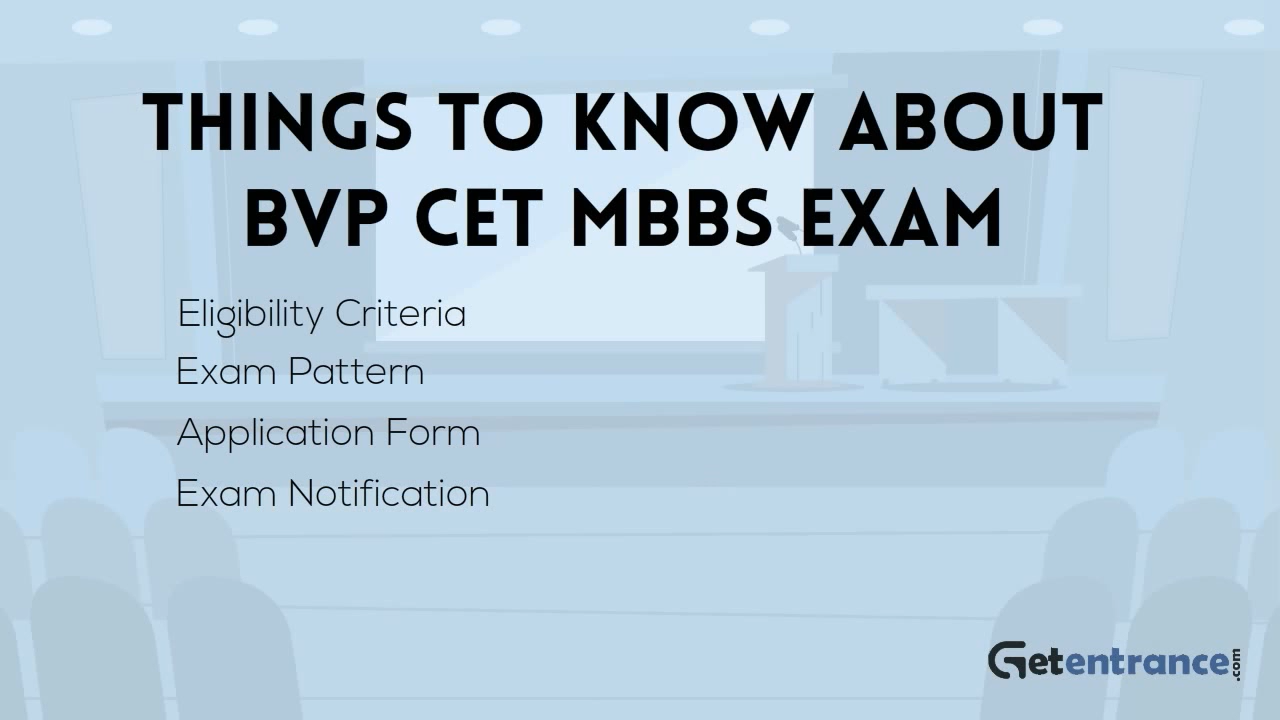 THINGS TO KNOW ABOUT
BVP CET MBBS EXAM
Eligibility Criteria
Exam Pattern
Application Form
Exam Notification
Getentrance.com